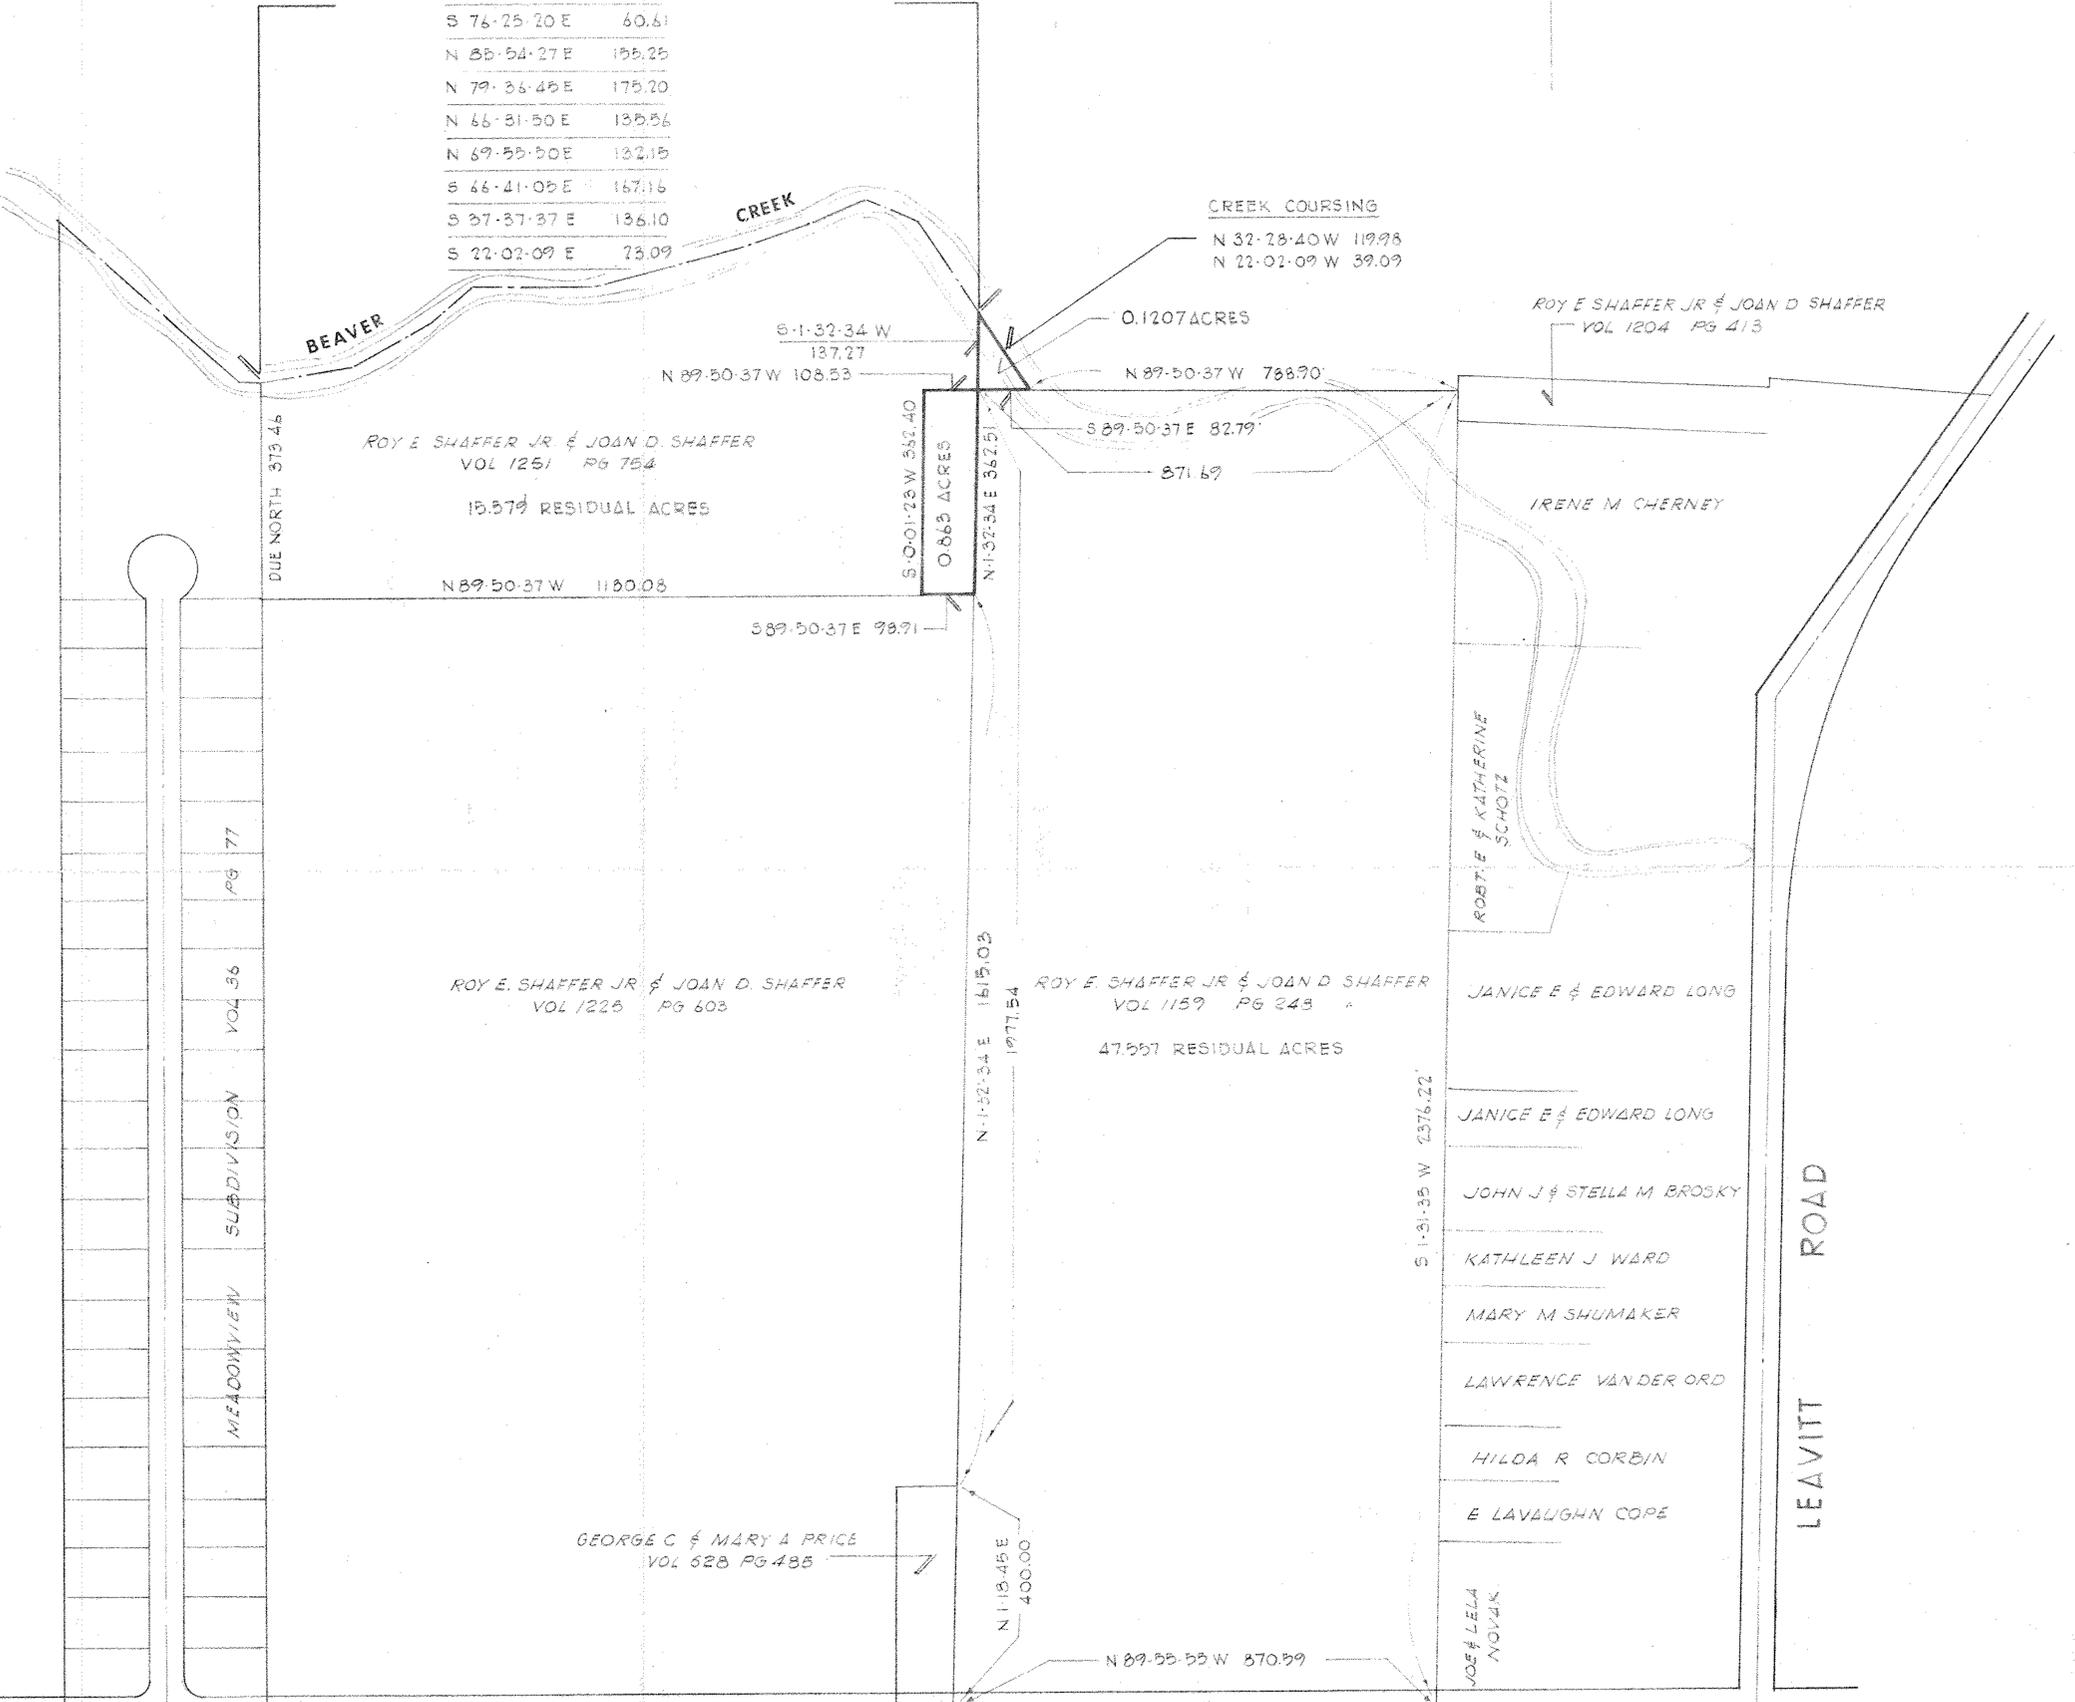 S 76-25-20 E 60.61
N 85-54-27 E 155.25
N 79-36-45 E 175.20
N 66-31-50 E 135.56
N 69-55-50 E 132.15
S 66-41-05 E 167.16
S 37-37-37 E 136.10
S 22-02-09 E 23.09
BEAVER CREEK
CREEK COURSING
N 32-28-40 W 119.98
N 22-02-09 W 39.09
0.1207 ACRES
S-1-32-34 W
137.27
N 89-50-37 W 108.53
N 89-50-37 W 788.90'
ROY E SHAFFER JR & JOAN D SHAFFER
VOL 1204 PG 413
S 89-50-37 E 82.79'
871.69
ROY E SHAFFER JR. & JOAN D. SHAFFER
VOL 1251 PG 754
15.579 RESIDUAL ACRES
DUE NORTH 373.46
S-0-01-23 W 362.40
0.863 ACRES
N-1-32-34 E 362.51
IRENE M CHERNEY
N 89-50-37 W 1180.08
S 89-50-37 E 98.91
ROBT. E & KATHERINE
SCHOTZ
MEADOWVIEW SUBDIVISION VOL 36 PG 77
ROY E. SHAFFER JR & JOAN D. SHAFFER
VOL 1225 PG 603
N-1-32-34 E 1615.03
1977.54
ROY E. SHAFFER JR & JOAN D SHAFFER
VOL 1159 PG 248
47.557 RESIDUAL ACRES
S 1-31-35 W 2376.22'
JANICE E & EDWARD LONG
JANICE E & EDWARD LONG
JOHN J & STELLA M BROSKY
KATHLEEN J WARD
MARY M SHUMAKER
LAWRENCE VANDER ORD
HILDA R CORBIN
E LAVAUGHN COPE
JOE & LELA
NOVAK
LEAVITT ROAD
GEORGE C & MARY A PRICE
VOL 628 PG 485
N 1-18-45 E
400.00
N 89-55-55 W 870.59